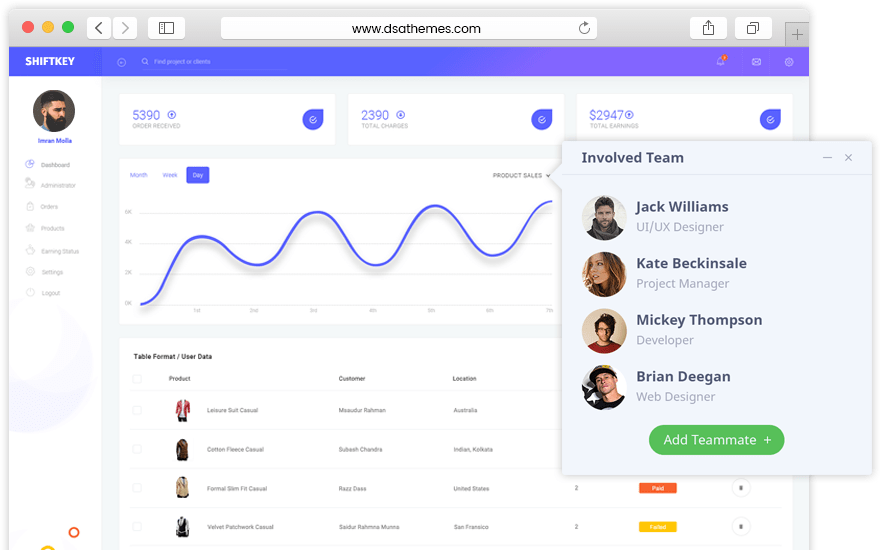 www.dsathemes.com
SHIFTKEY
Find project or clients
Imran Molla
Dashboard
Administrator
Orders
Products
Earning Status
Settings
Logout
5390
ORDER RECEIVED
2390
TOTAL CHARGES
$2947
TOTAL EARNINGS
Month Week Day
PRODUCT SALES
6K
4K
2K
0K
1st 2nd 3rd 4th 5th 6th 7th
Involved Team
Jack Williams
UI/UX Designer
Kate Beckinsale
Project Manager
Mickey Thompson
Developer
Brian Deegan
Web Designer
Add Teammate +
Table Format / User Data
Product Customer Location
Leisure Suit Casual Msaudur Rahman Australia
Cotton Fleece Casual Subash Chandra Indian, Kolkata
Formal Slim Fit Casual Razz Dass United States 2 Paid
Velvet Patchwork Casual Saidur Rahmna Munna San Fransico 2 Failed